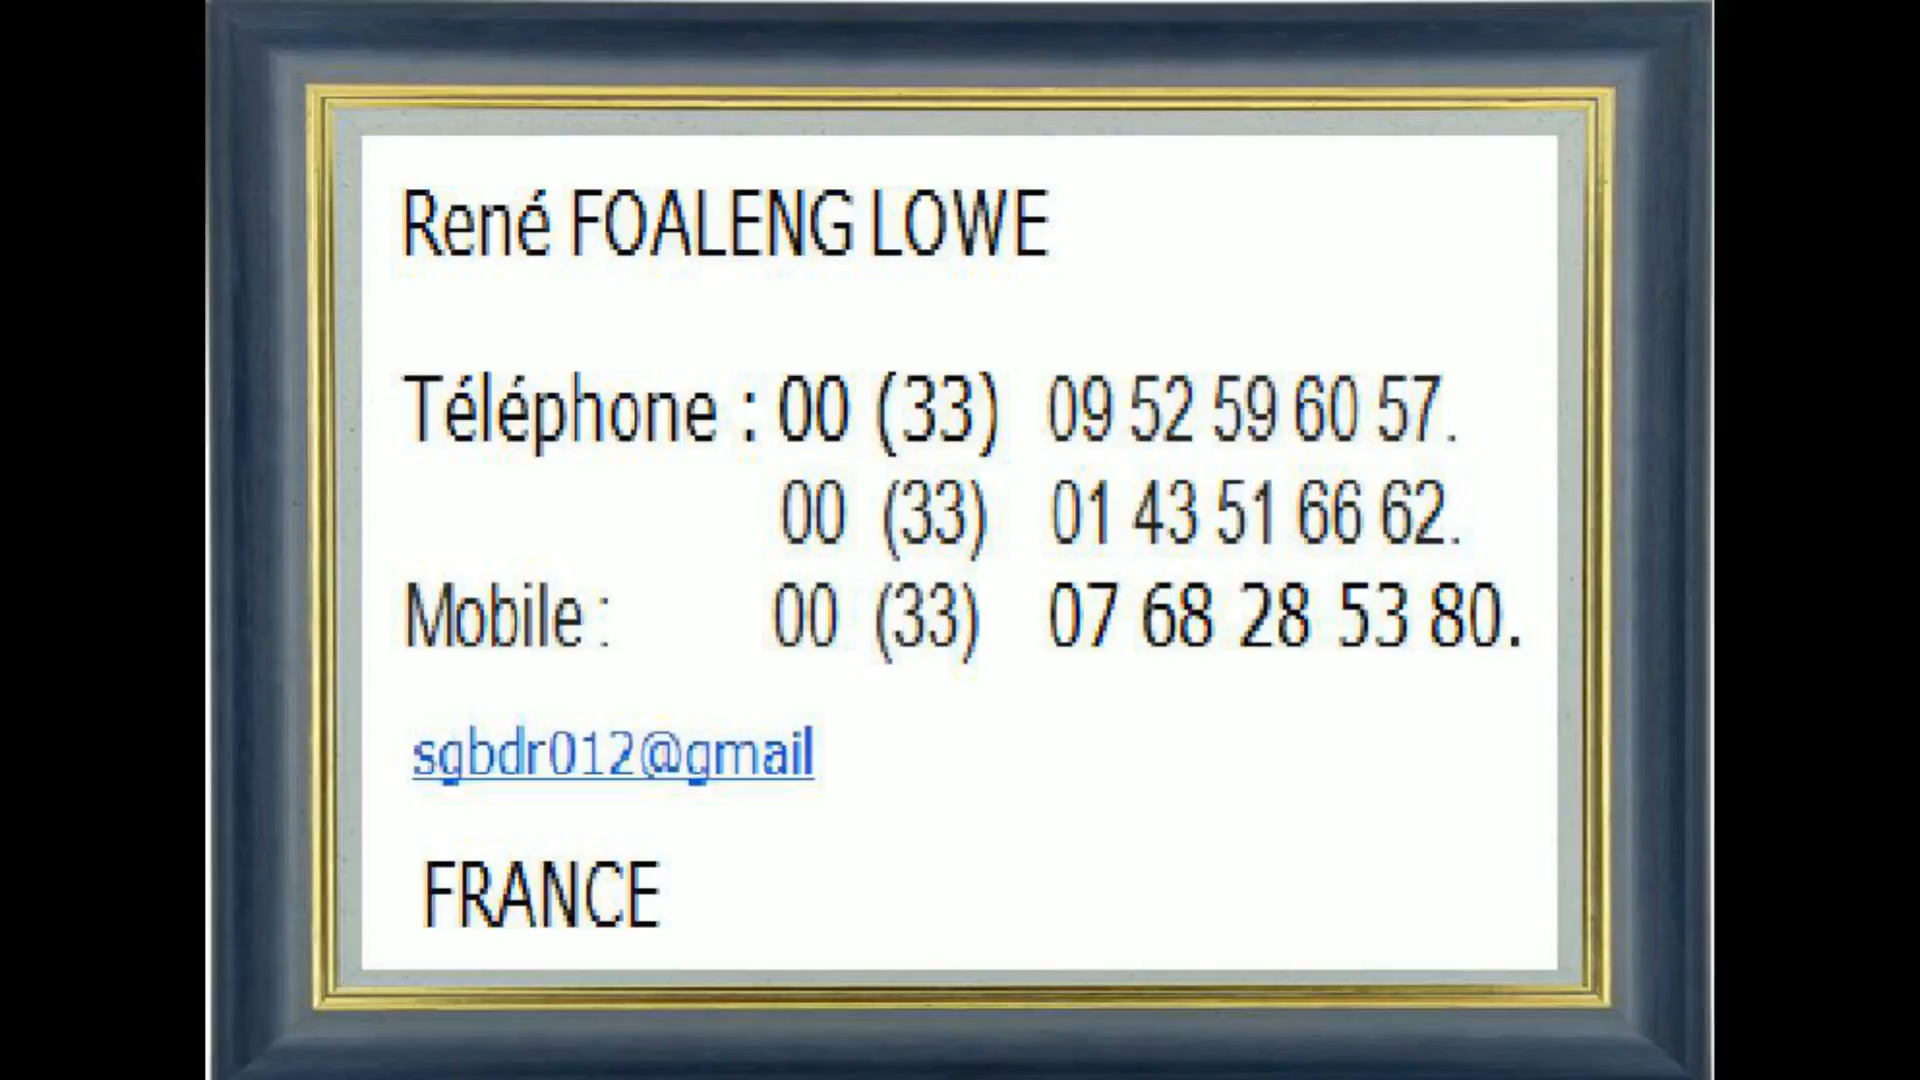 René FOALENG LOWE
Téléphone : 00 (33) 09 52 59 60 57.
00 (33) 01 43 51 66 62.
Mobile : 00 (33) 07 68 28 53 80.
sgbdr012@gmail
FRANCE